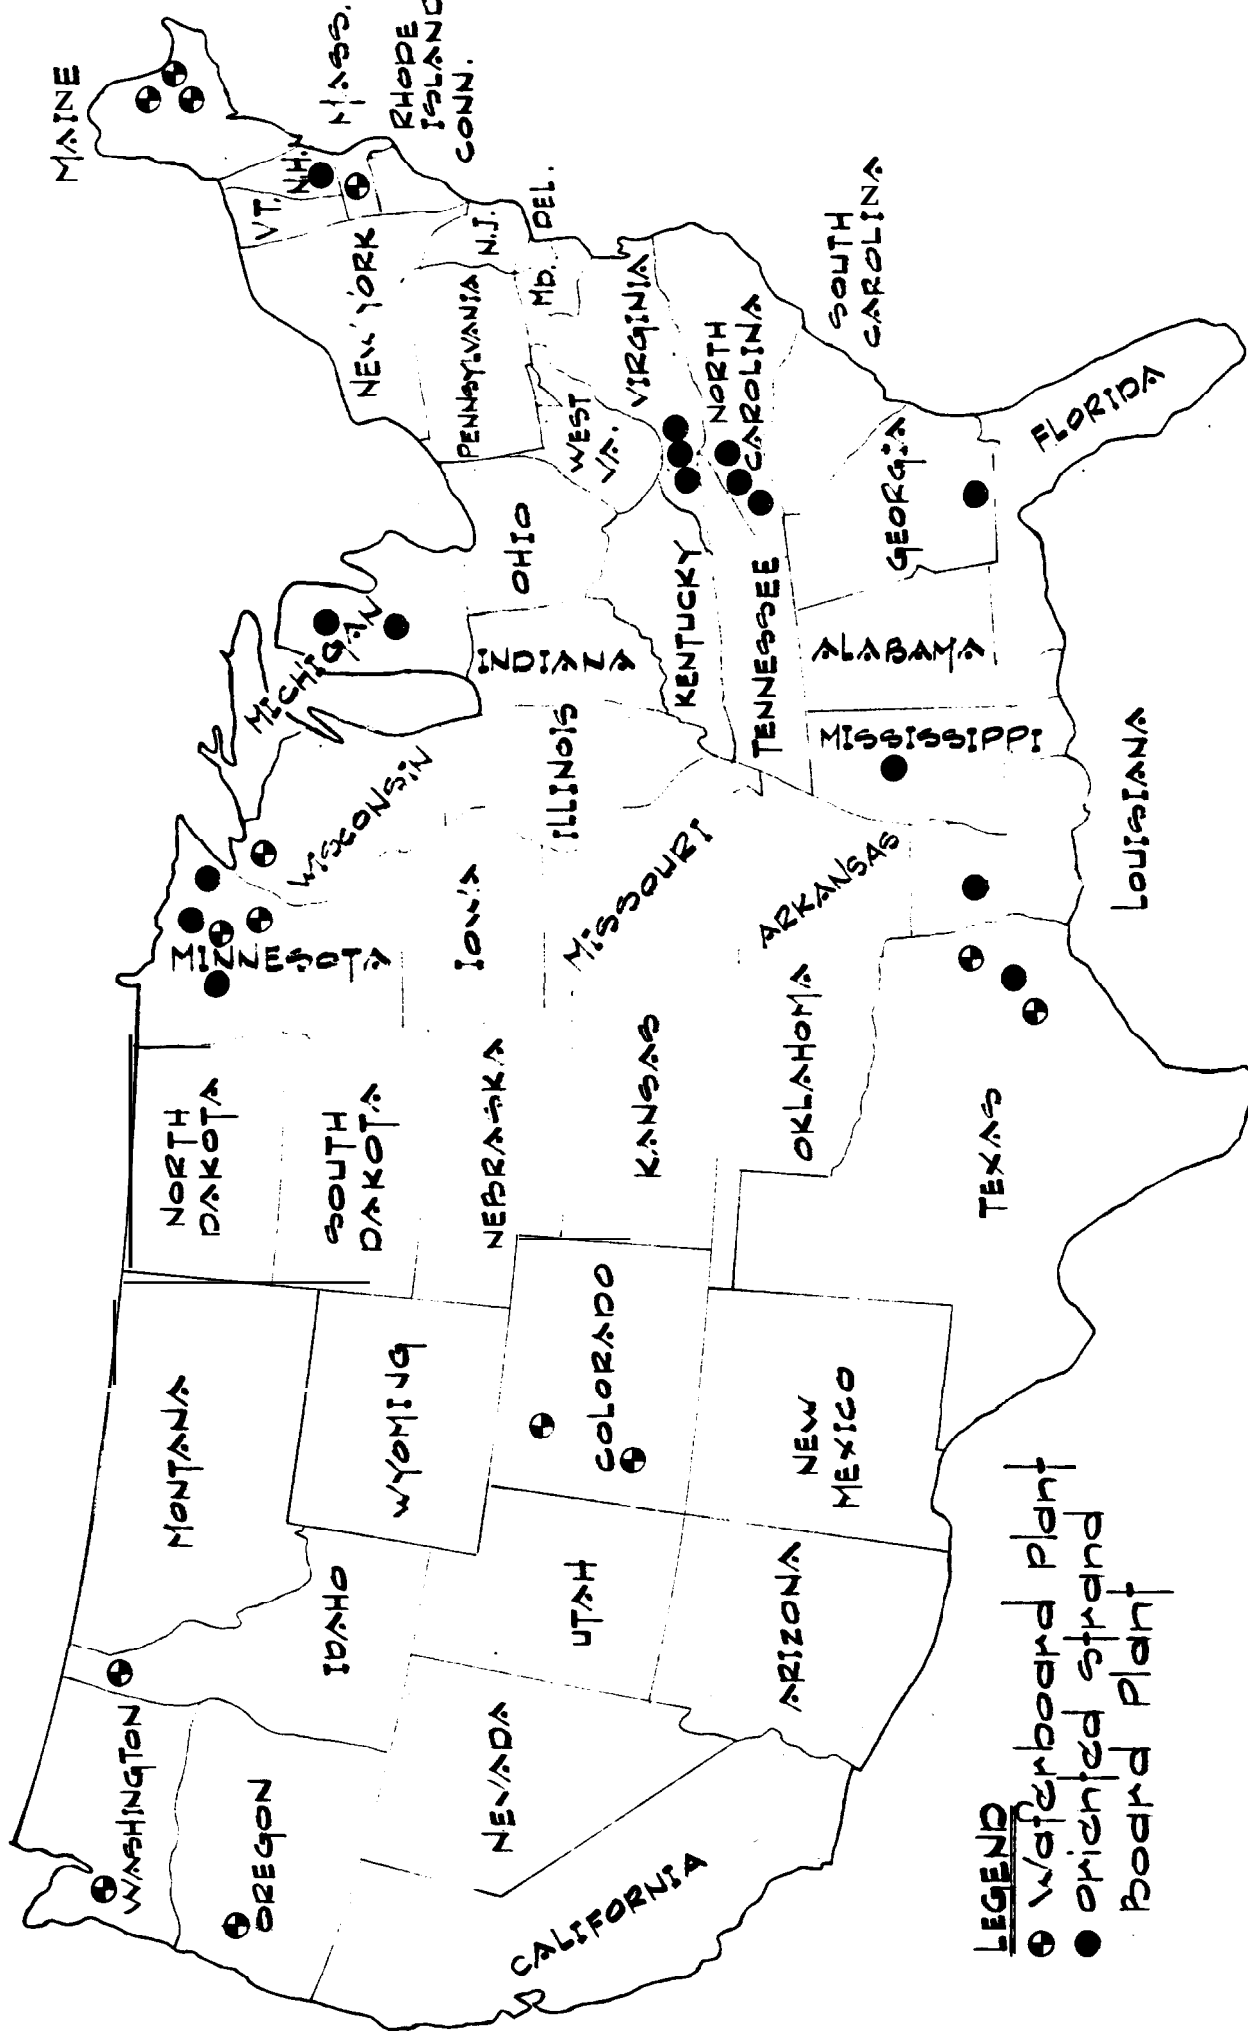 MAINE
VT.
N.H.
MASS.
RHODE
ISLAND
CONN.
NEW YORK
PENNSYLVANIA
N.J.
Md.
DEL.
WEST
VA.
VIRGINIA
NORTH
CAROLINA
SOUTH
CAROLINA
GEORGIA
FLORIDA
OHIO
INDIANA
MICHIGAN
KENTUCKY
TENNESSEE
ALABAMA
MISSISSIPPI
WISCONSIN
ILLINOIS
MINNESOTA
IOWA
MISSOURI
ARKANSAS
LOUISIANA
NORTH
DAKOTA
SOUTH
DAKOTA
NEBRASKA
KANSAS
OKLAHOMA
TEXAS
MONTANA
WYOMING
COLORADO
NEW
MEXICO
IDAHO
UTAH
ARIZONA
WASHINGTON
OREGON
NEVADA
CALIFORNIA
LEGEND
Waferboard Plant
Oriented Strand
Board Plant